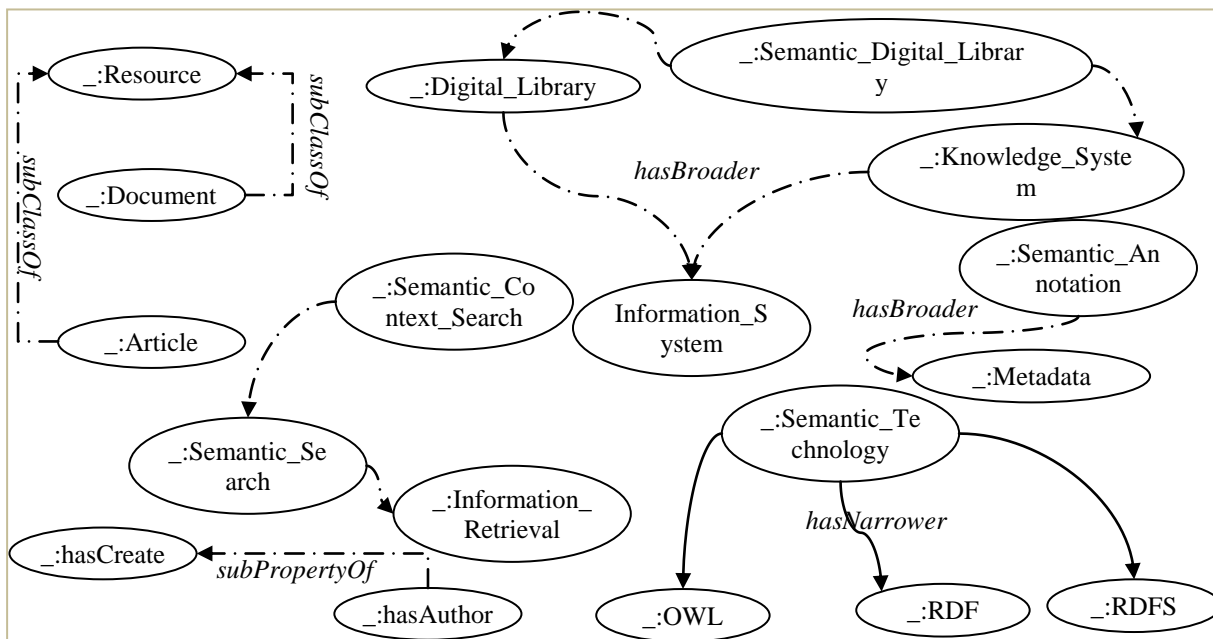 _:Resource
_:Digital_Library
_:Semantic_Digital_Librar
y
subClassOf
subClassOf
_:Document
hasBroader
_:Knowledge_Syste
m
_:Semantic_An
notation
_:Semantic_Co
ntext_Search
Information_S
ystem
hasBroader
_:Article
_:Metadata
_:Semantic_Te
chnology
_:Semantic_Se
arch
_:Information_
Retrieval
hasNarrower
_:hasCreate
subPropertyOf
_:hasAuthor
_:OWL
_:RDF
_:RDFS